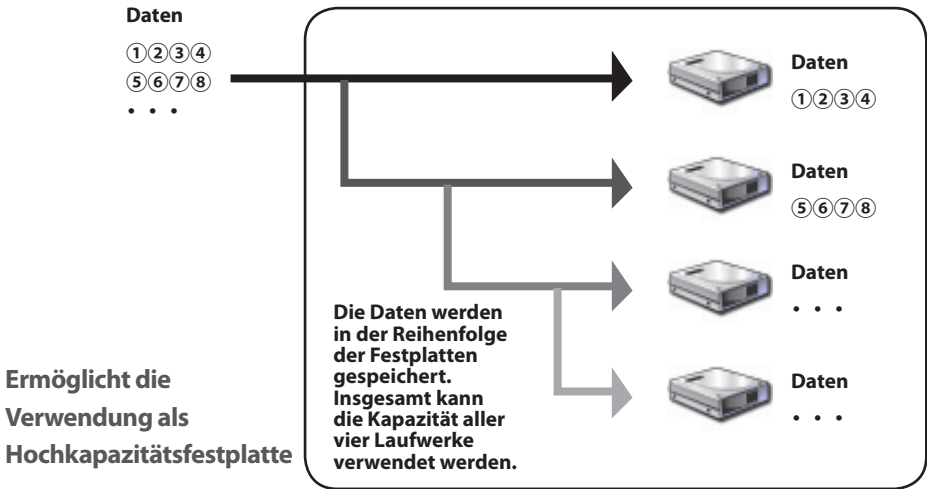 Daten
①②③④
⑤⑥⑦⑧
・・・
Daten
①②③④
Daten
⑤⑥⑦⑧
Daten
・・・
Daten
・・・
Die Daten werden
in der Reihenfolge
der Festplatten
gespeichert.
Insgesamt kann
die Kapazität aller
vier Laufwerke
verwendet werden.
Ermöglicht die
Verwendung als
Hochkapazitätsfestplatte